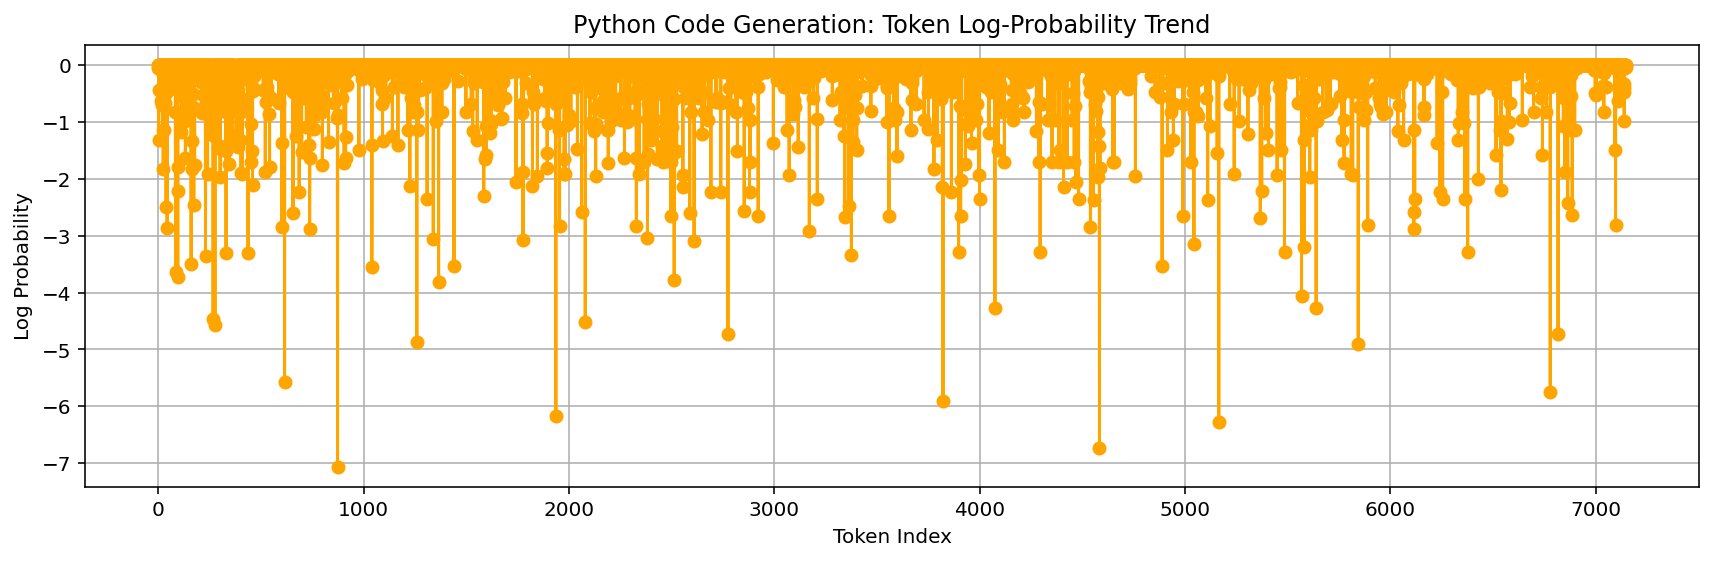 Python Code Generation: Token Log-Probability Trend
Log Probability
0
−1
−2
−3
−4
−5
−6
−7
0 1000 2000 3000 4000 5000 6000 7000
Token Index